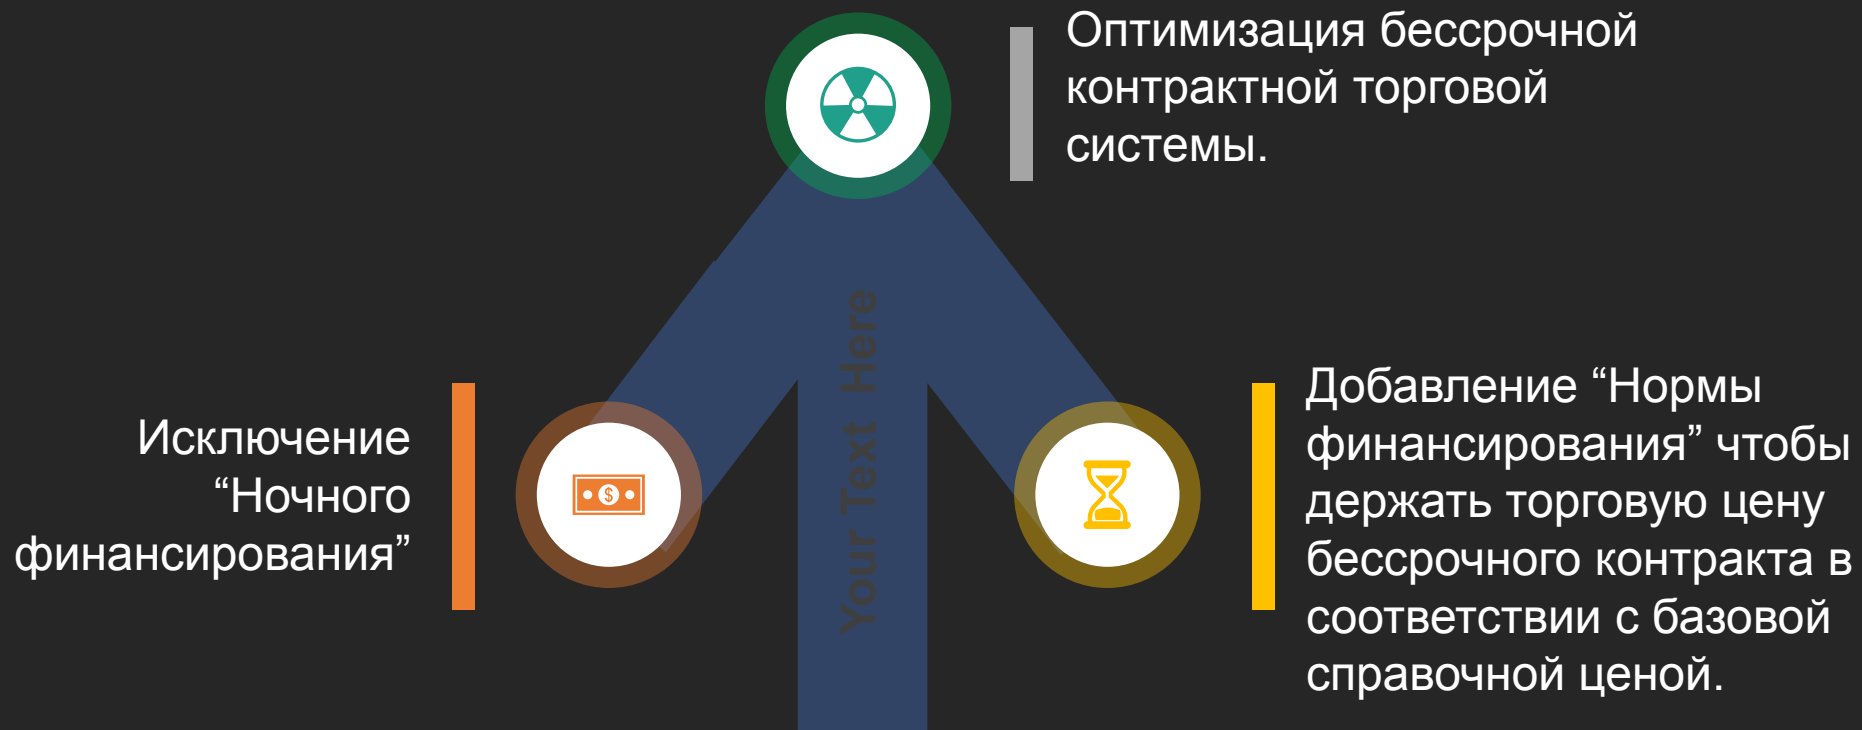 Оптимизация бессрочной
контрактной торговой
системы.
Исключение
“Ночного
финансирования”
Your Text Here
Добавление “Нормы
финансирования” чтобы
держать торговую цену
бессрочного контракта в
соответствии с базовой
справочной ценой.